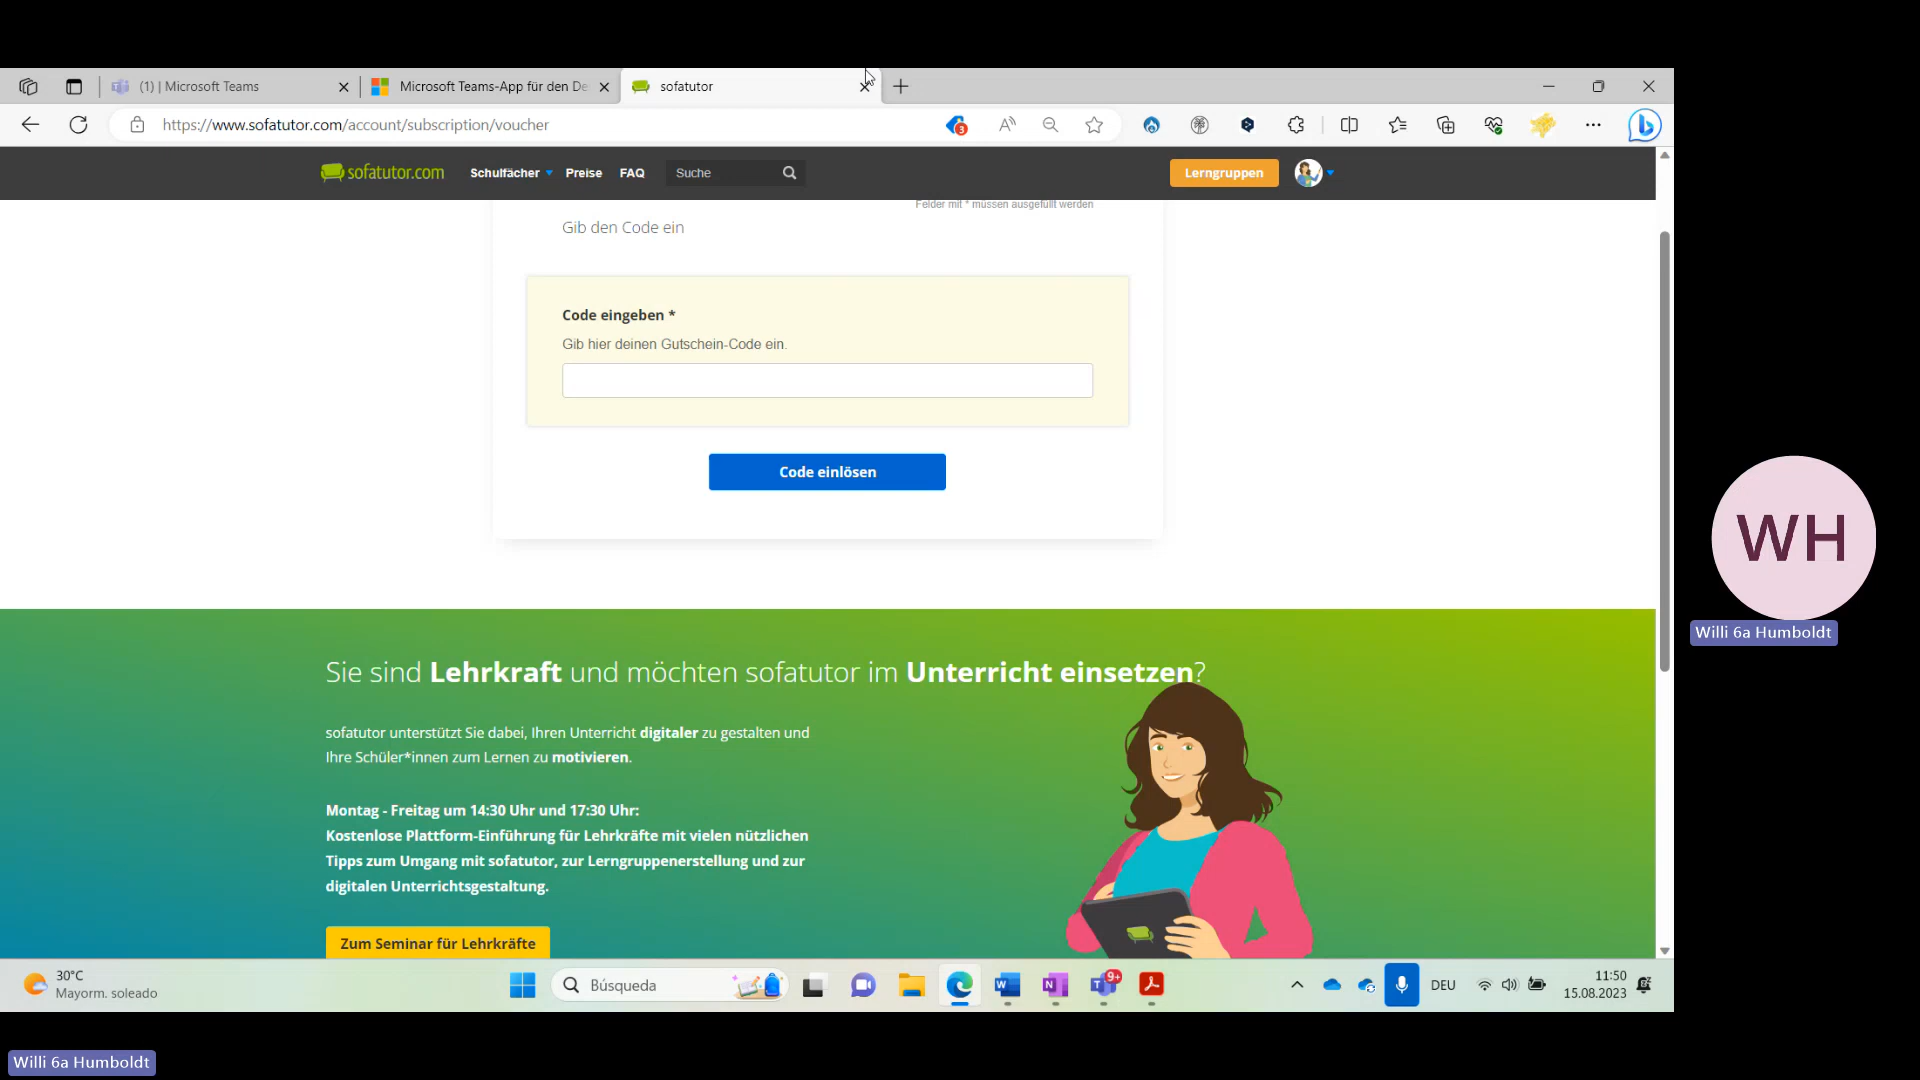 (1) | Microsoft Teams
Microsoft Teams-App für den De
sofatutor
https://www.sofatutor.com/account/subscription/voucher
3
sofatutor.com
Schulfächer
Preise
FAQ
Suche
Lerngruppen
Felder mit * müssen ausgefüllt werden
Gib den Code ein
Code eingeben *
Gib hier deinen Gutschein-Code ein.
Code einlösen
WH
Willi 6a Humboldt
Sie sind Lehrkraft und möchten sofatutor im Unterricht einsetzen?
sofatutor unterstützt Sie dabei, Ihren Unterricht digitaler zu gestalten und
Ihre Schüler*innen zum Lernen zu motivieren.
Montag - Freitag um 14:30 Uhr und 17:30 Uhr:
Kostenlose Plattform-Einführung für Lehrkräfte mit vielen nützlichen
Tipps zum Umgang mit sofatutor, zur Lerngruppenerstellung und zur
digitalen Unterrichtsgestaltung.
Zum Seminar für Lehrkräfte
30°C
Mayorm. soleado
Búsqueda
9+
DEU
11:50
15.08.2023
Willi 6a Humboldt